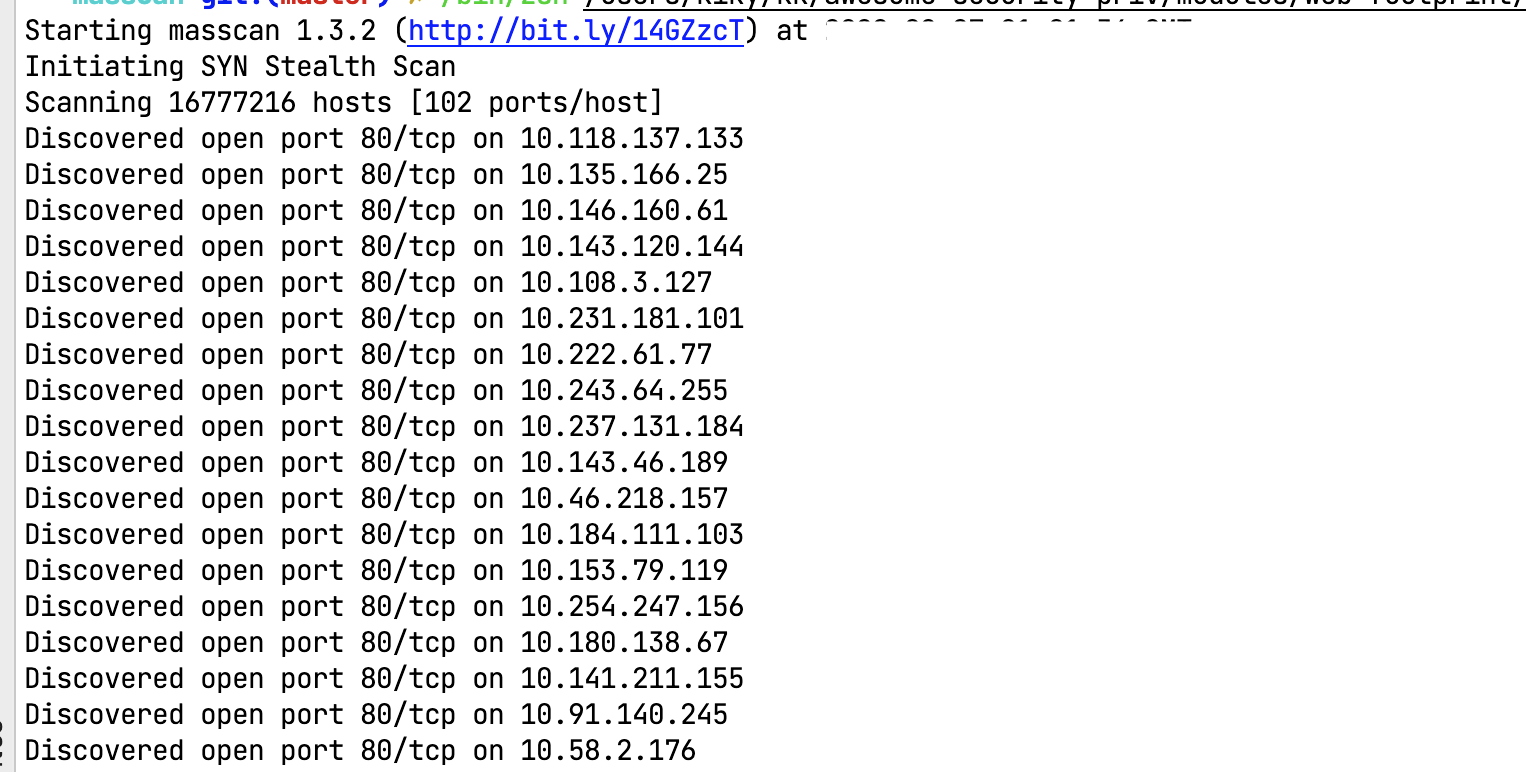 Starting masscan 1.3.2 (http://bit.ly/14GZzcT) at
Initiating SYN Stealth Scan
Scanning 16777216 hosts [102 ports/host]
Discovered open port 80/tcp on 10.118.137.133
Discovered open port 80/tcp on 10.135.166.25
Discovered open port 80/tcp on 10.146.160.61
Discovered open port 80/tcp on 10.143.120.144
Discovered open port 80/tcp on 10.108.3.127
Discovered open port 80/tcp on 10.231.181.101
Discovered open port 80/tcp on 10.222.61.77
Discovered open port 80/tcp on 10.243.64.255
Discovered open port 80/tcp on 10.237.131.184
Discovered open port 80/tcp on 10.143.46.189
Discovered open port 80/tcp on 10.46.218.157
Discovered open port 80/tcp on 10.184.111.103
Discovered open port 80/tcp on 10.153.79.119
Discovered open port 80/tcp on 10.254.247.156
Discovered open port 80/tcp on 10.180.138.67
Discovered open port 80/tcp on 10.141.211.155
Discovered open port 80/tcp on 10.91.140.245
Discovered open port 80/tcp on 10.58.2.176